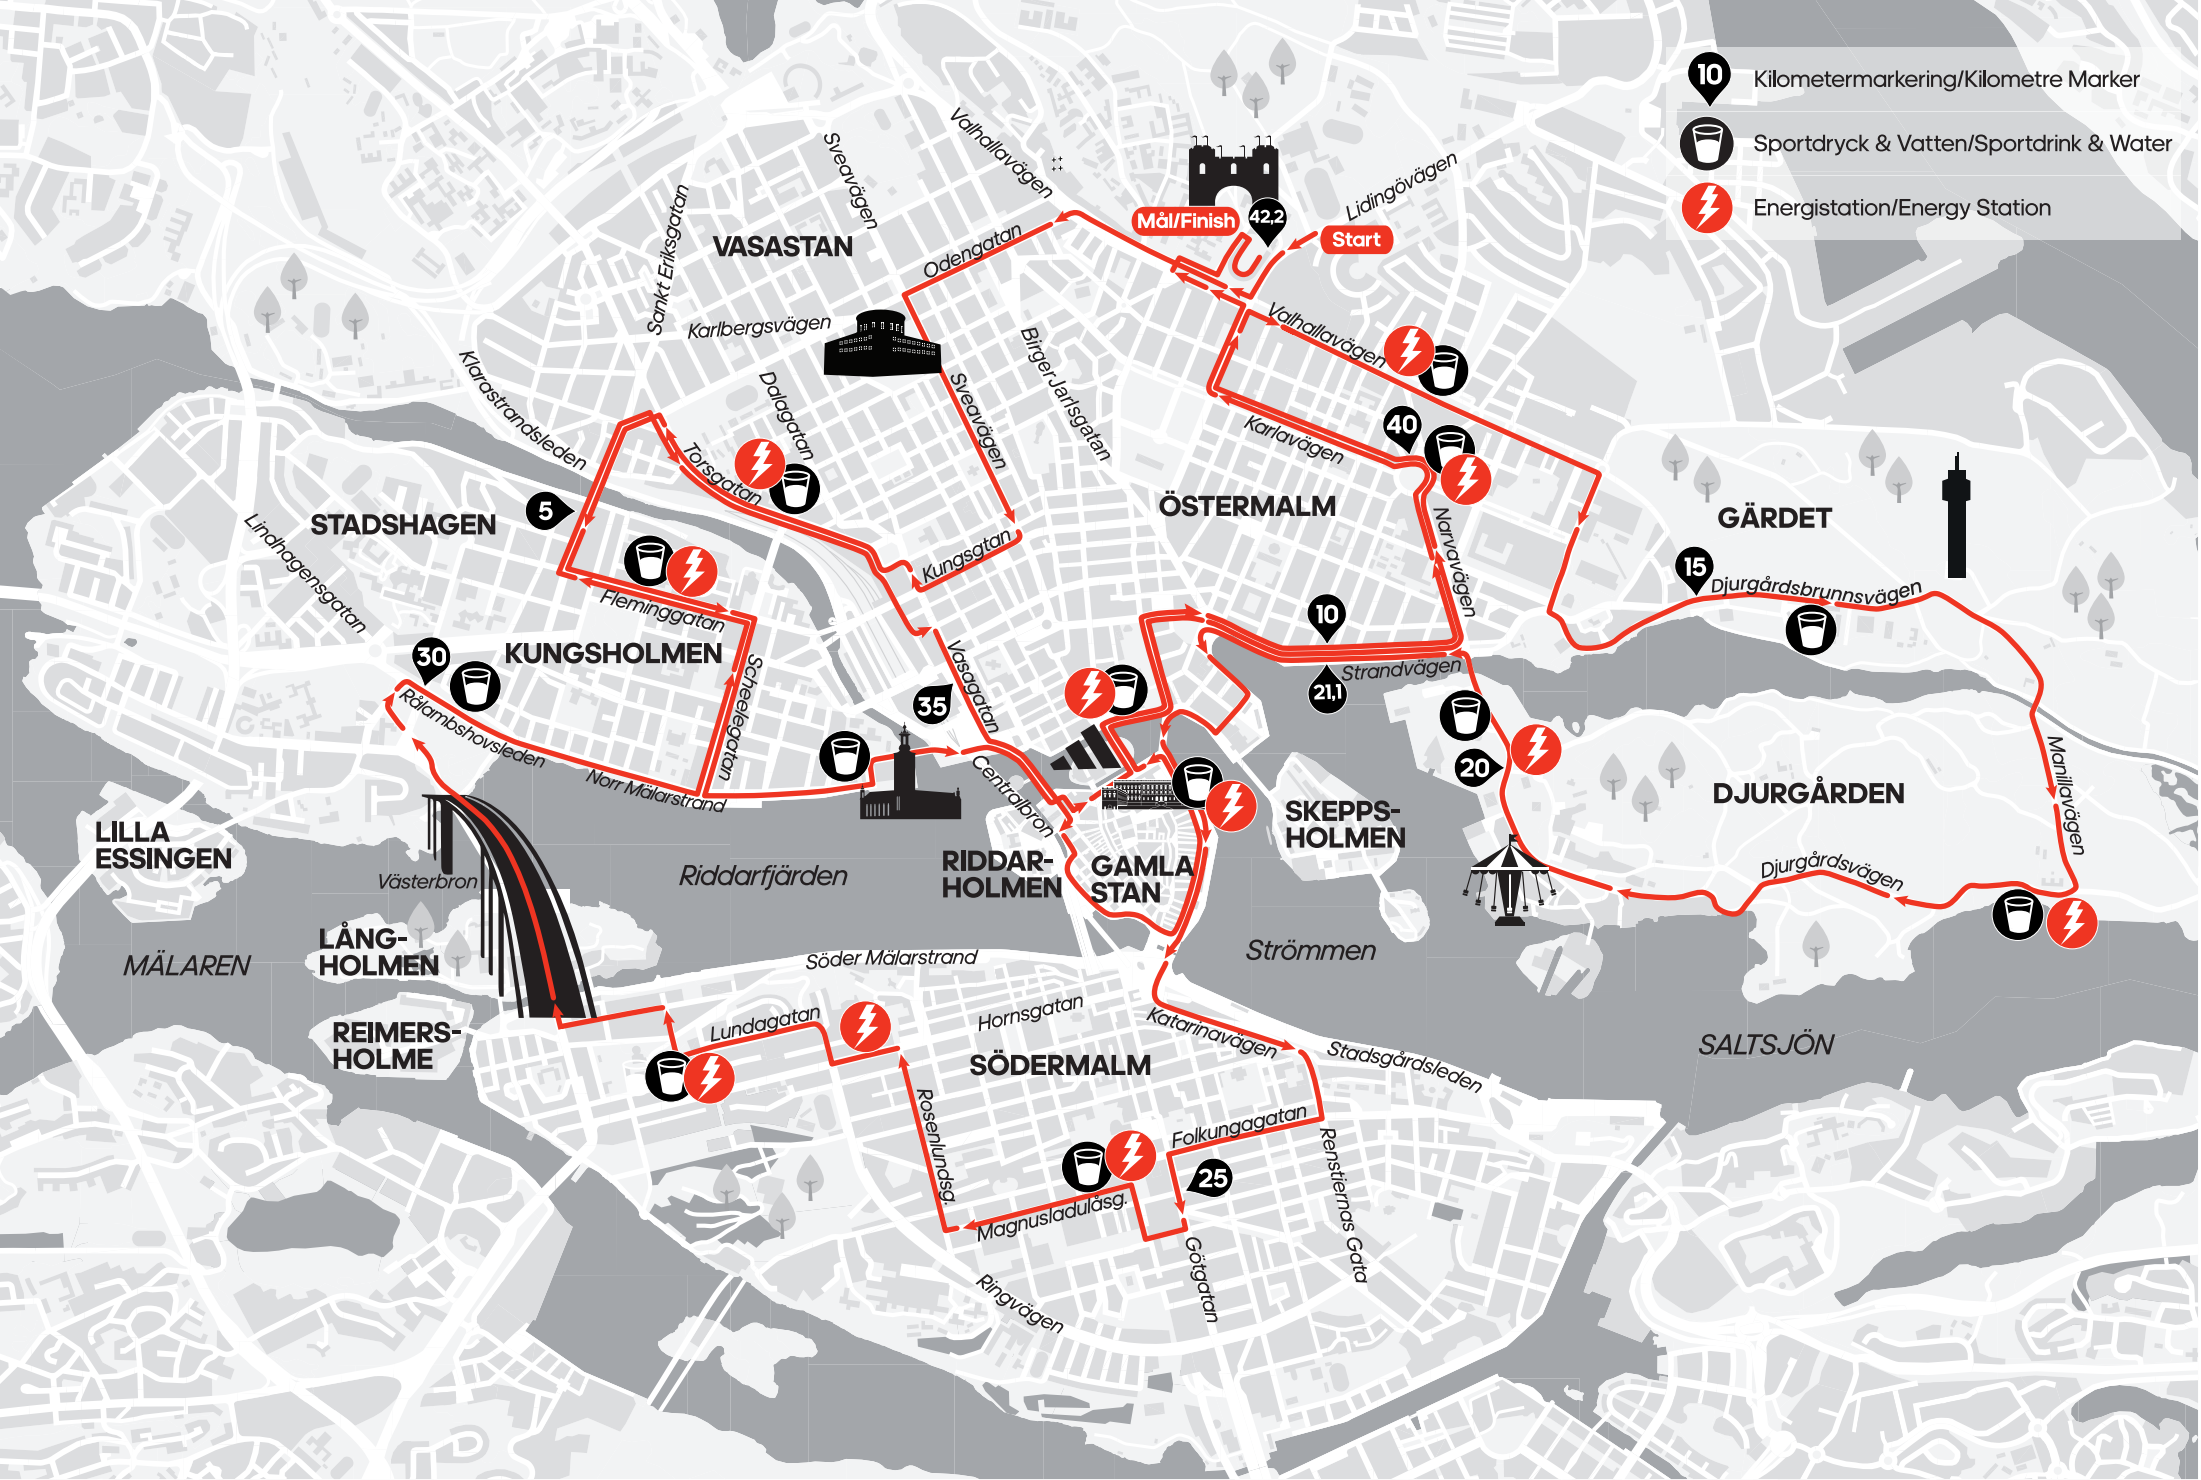 10 Kilometermarkering/Kilometre Marker
Sportdryck & Vatten/Sportdrink & Water
Energistation/Energy Station
Valhallavägen
Sveavägen
Lidingövägen
Mål/Finish
42,2
Start
Sankt Eriksgatan
VASASTAN
Odengatan
Karlbergsvägen
Valhallavägen
Birger Jarlsgatan
Klarastrandsleden
Dalagatan
Sveavägen
Karlavägen
40
Torsgatan
5
STADSHAGEN
ÖSTERMALM
GÄRDET
Lindhagensgatan
Kungsgtan
Narvavägen
15
Djurgårdsbrunnsvägen
Fleminggatan
10
30
KUNGSHOLMEN
Vasagatan
Strandvägen
21,1
Scheelegatan
35
Rålambshovsleden
Norr Mälarstrand
Centralbron
20
Manillavägen
DJURGÅRDEN
SKEPPS-
HOLMEN
LILLA
ESSINGEN
Västerbron
Riddarfjärden
RIDDAR-
HOLMEN
GAMLA
STAN
Djurgårdsvägen
LÅNG-
HOLMEN
MÄLAREN
Söder Mälarstrand
Strömmen
REIMERS-
HOLME
Lundagatan
Hornsgatan
Katarinavägen
Stadsgårdsleden
SALTSJÖN
SÖDERMALM
Rosenlundsg.
Folkungagatan
25
Renstiernas Gata
Magnusladulåsg.
Götgatan
Ringvägen